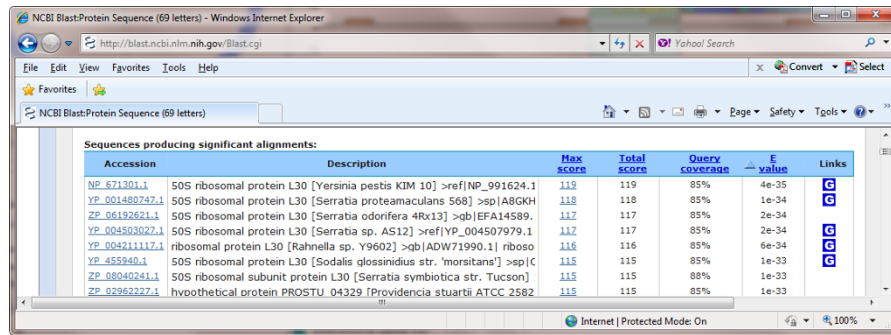 NCBI Blast:Protein Sequence (69 letters) - Windows Internet Explorer
http://blast.ncbi.nlm.nih.gov/Blast.cgi Yahoo! Search
File Edit View Favorites Tools Help x Convert Select
Favorites
NCBI Blast:Protein Sequence (69 letters) Page Safety Tools
Sequences producing significant alignments:
Accession Description Max score Total score Query coverage E value Links
NP_671301.1 50S ribosomal protein L30 [Yersinia pestis KIM 10] >ref|NP_991624.1 119 119 85% 4e-35 G
YP_001480747.1 50S ribosomal protein L30 [Serratia proteamaculans 568] >sp|A8GKH 118 118 85% 1e-34 G
ZP_06192621.1 50S ribosomal protein L30 [Serratia odorifera 4Rx13] >gb|EFA14589. 117 117 85% 2e-34
YP_004503027.1 50S ribosomal protein L30 [Serratia sp. AS12] >ref|YP_004507979.1 117 117 85% 2e-34 G
YP_004211117.1 ribosomal protein L30 [Rahnella sp. Y9602] >gb|ADW71990.1| riboso 116 116 85% 6e-34 G
YP_455940.1 50S ribosomal protein L30 [Sodalis glossinidius str. 'morsitans'] >sp| 115 115 85% 1e-33 G
ZP_08040241.1 50S ribosomal subunit protein L30 [Serratia symbiotica str. Tucson] 115 115 88% 1e-33
ZP_02962227.1 hypothetical protein PROSTU_04329 [Providencia stuartii ATCC 2582 115 115 85% 1e-33
Internet | Protected Mode: On 100%